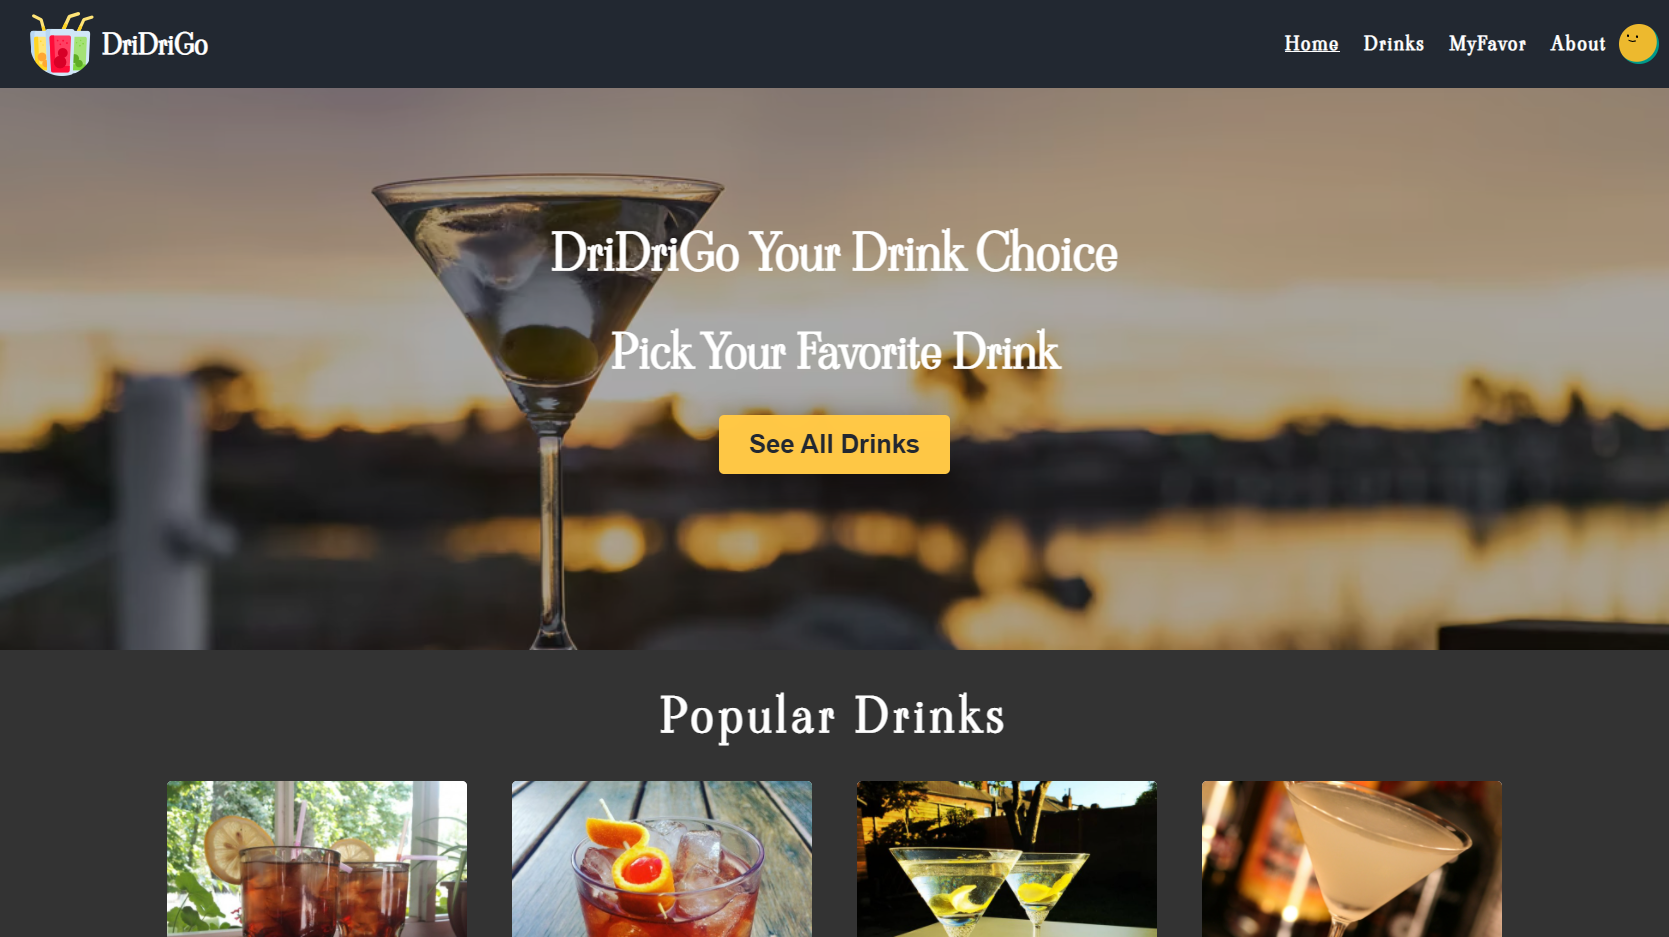 DriDriGo
Home Drinks MyFavor About
DriDriGo Your Drink Choice
Pick Your Favorite Drink
See All Drinks
Popular Drinks